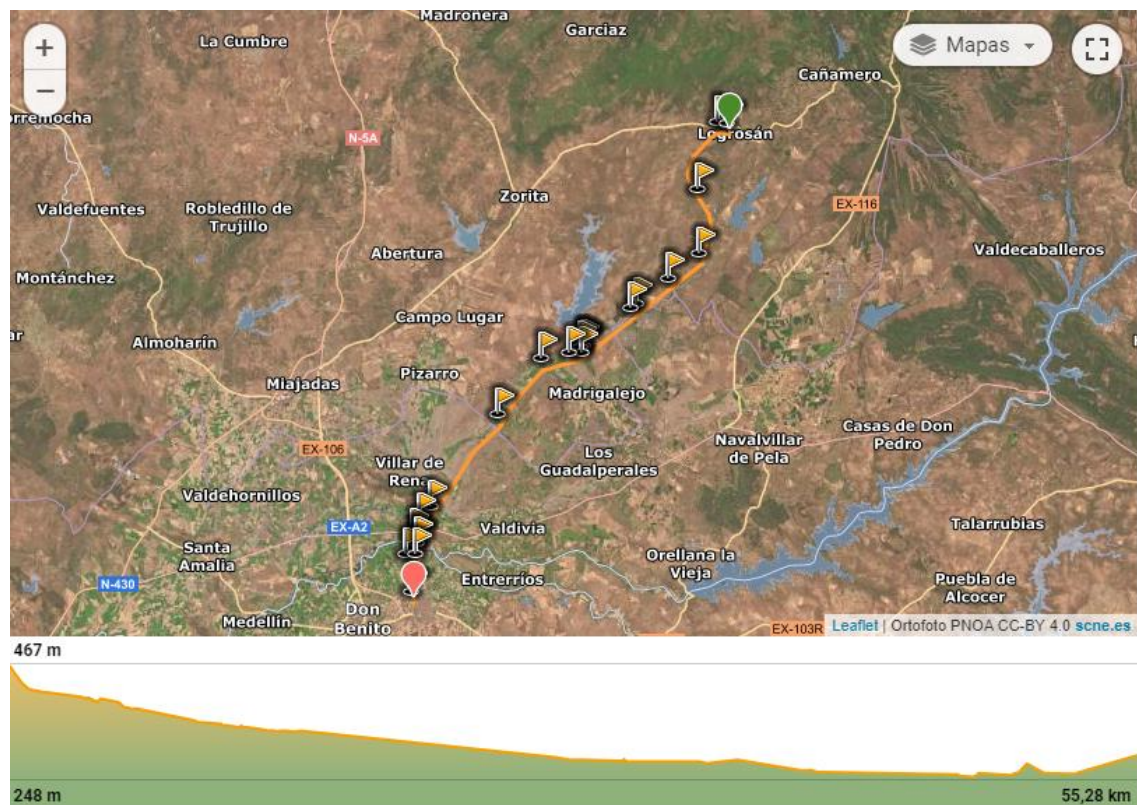 Madroñera
Garciaz
La Cumbre
+
Mapas
−
Cañamero
orremocha
N-5A
Logrosán
Zorita
EX-116
Valdefuentes
Robledillo de
Trujillo
Abertura
Valdecaballeros
Montánchez
Campo Lugar
ar
Almoharín
Pizarro
Miajadas
Madrigalejo
Casas de Don
Pedro
EX-106
Navalvillar
de Pela
Los
Guadalperales
Villar de
Rena
Valdehornillos
EX-A2
Valdivia
Talarrubias
Santa
Amalia
Orellana la
Vieja
N-430
Entrerríos
Puebla de
Alcocer
Don
Benito
Medellín
EX-103R
Leaflet | Ortofoto PNOA CC-BY 4.0 scne.es
467 m
248 m
55,28 km